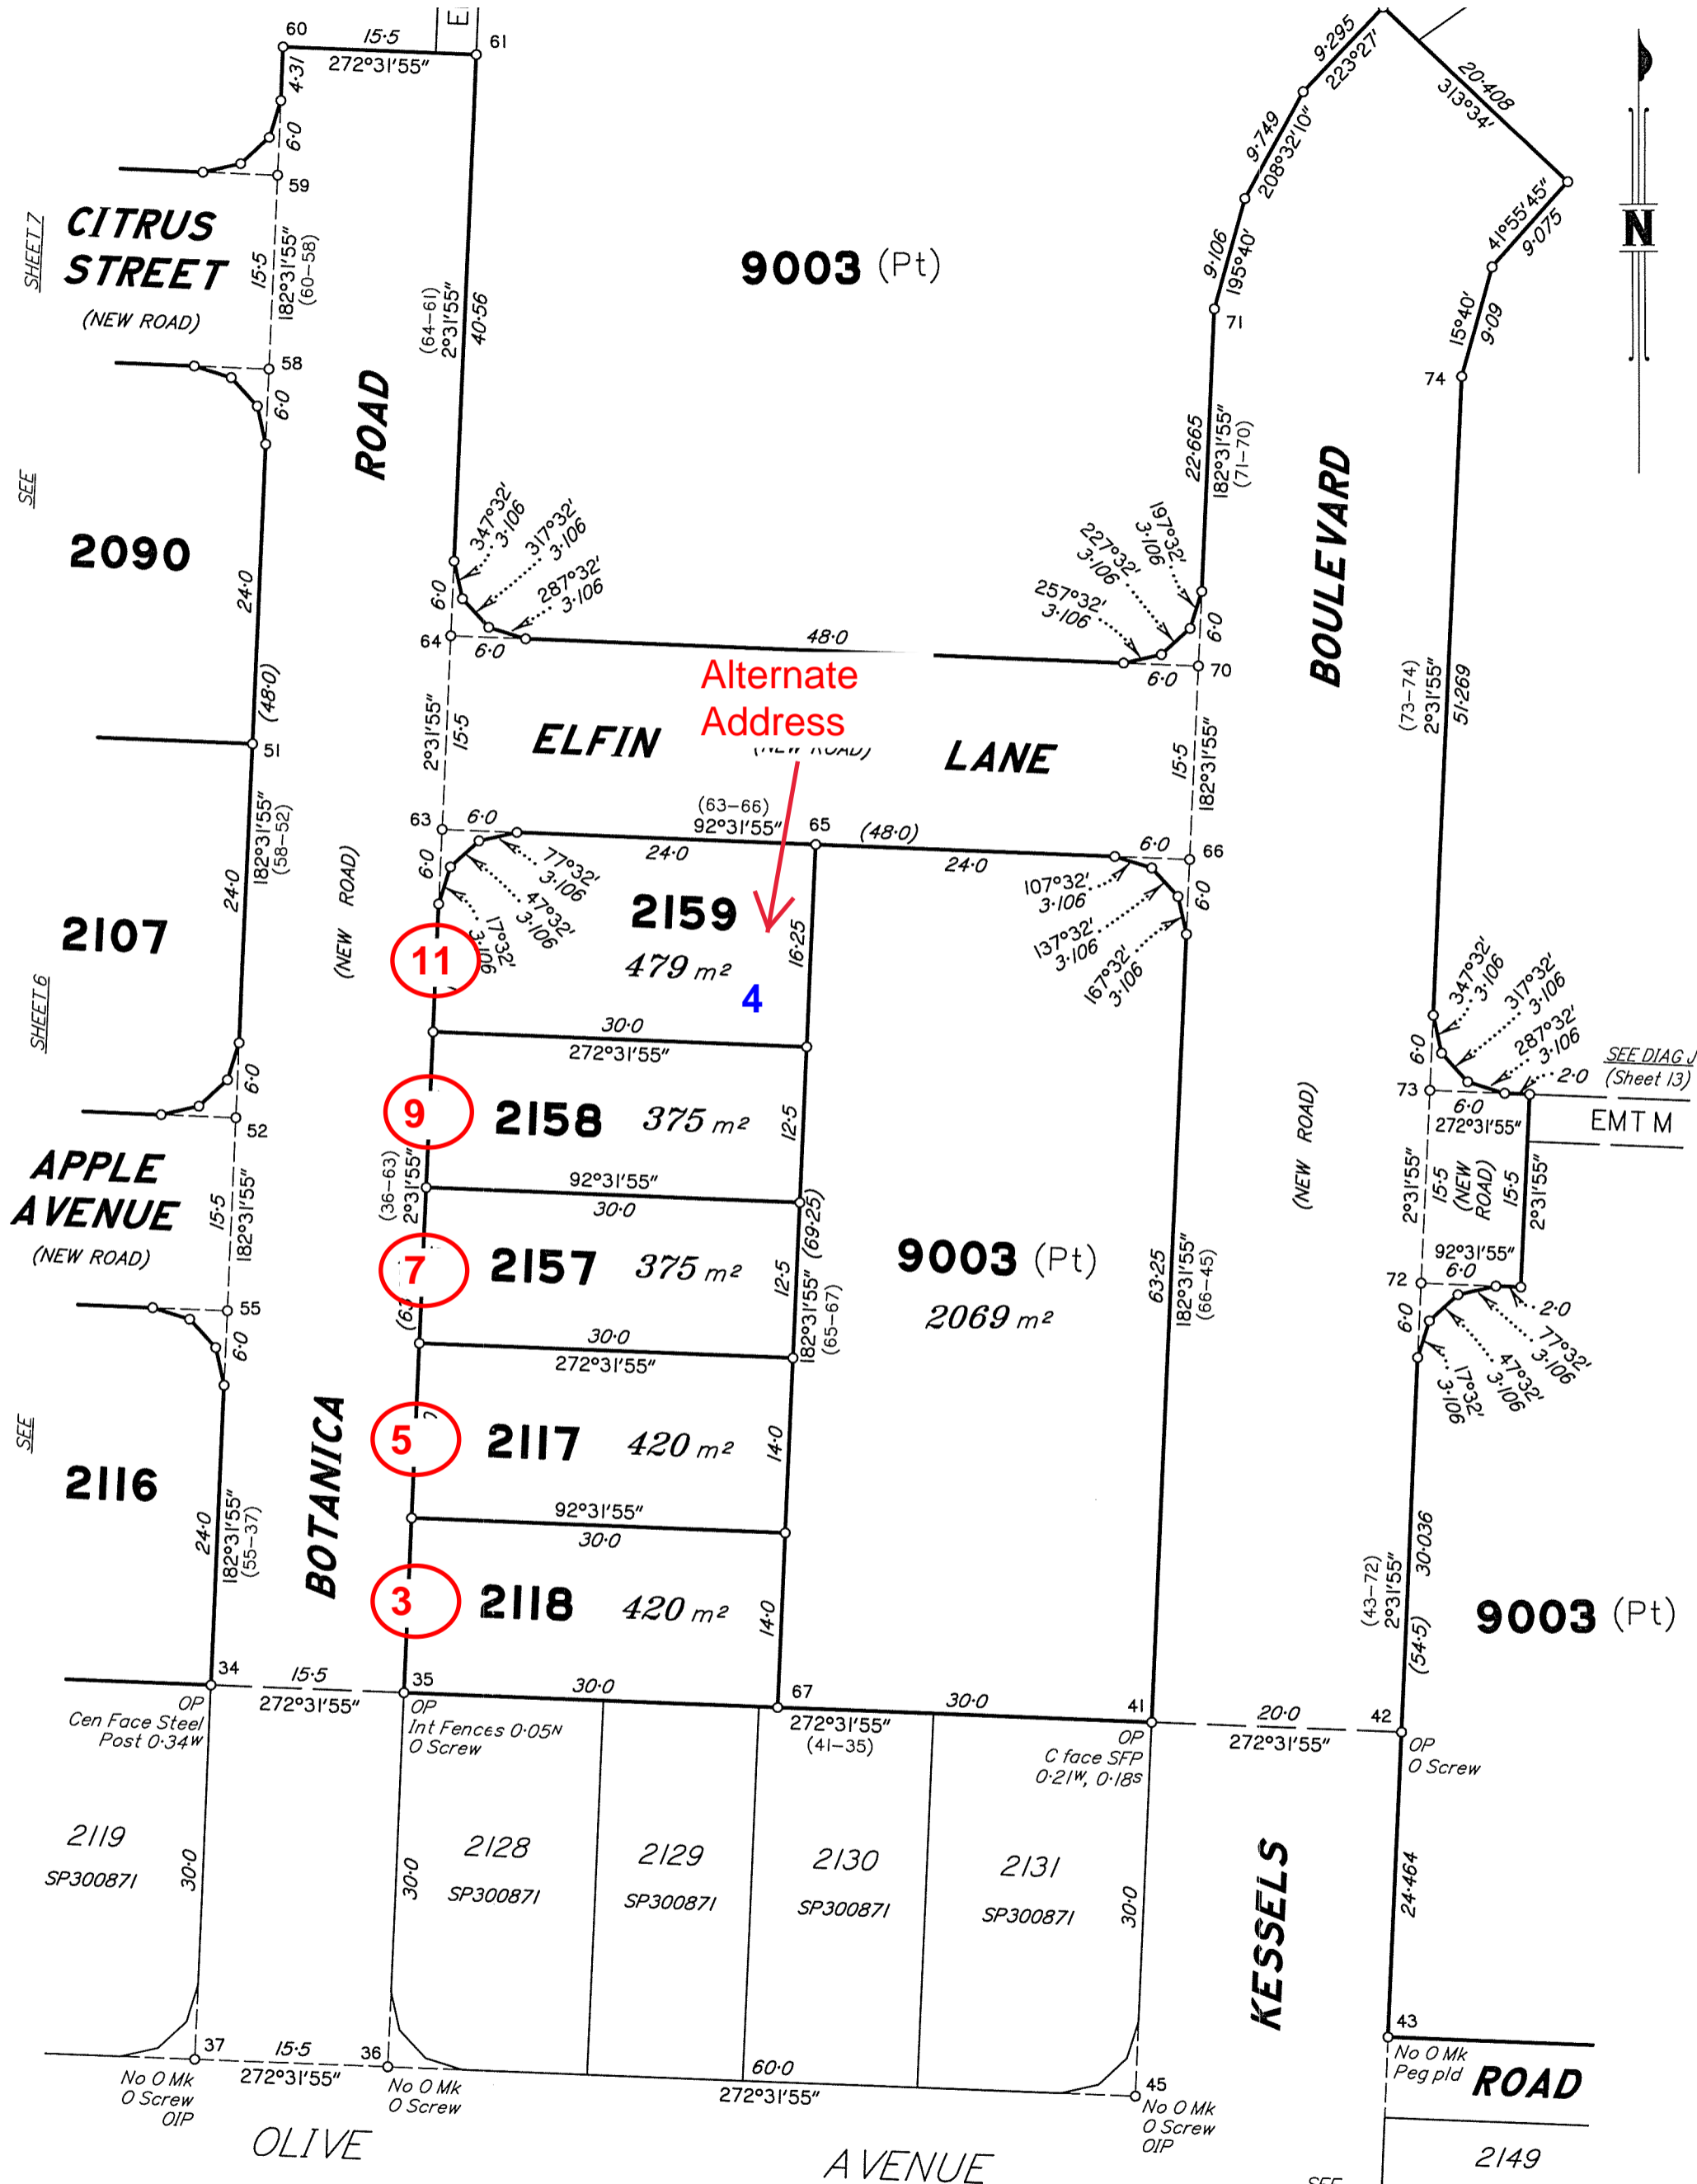 60
15·5
272°31'55"
61
4·31
6·0
59
SHEET 7
CITRUS
STREET
(NEW ROAD)
15·5
182°31'55"
(60–58)
58
6·0
(64–61)
2°31'55"
40·56
9003 (Pt)
9·295
223°27'
20·408
313°34'
9·749
208°32'10"
9·106
195°40'
71
41°55'45"
9·075
15°40'
9·09
74
N
ROAD
SEE
2090
24·0
(48·0)
51
22·665
182°31'55"
(71–70)
BOULEVARD
347°32'
3·106
317°32'
3·106
287°32'
3·106
6·0
64
6·0
48·0
197°32'
3·106
227°32'
3·106
257°32'
3·106
6·0
6·0
70
(73–74)
2°31'55"
51·269
Alternate
Address
2°31'55"
15·5
ELFIN
(NEW ROAD)
LANE
15·5
182°31'55"
63
6·0
(63–66)
92°31'55"
65
(48·0)
24·0
24·0
6·0
66
6·0
6·0
77°32'
3·106
47°32'
3·106
17°32'
3·106
107°32'
3·106
137°32'
3·106
167°32'
3·106
182°31'55"
(58–52)
24·0
2107
SHEET 6
(NEW ROAD)
11
2159
479 m²
16·25
4
30·0
272°31'55"
9
2158
375 m²
12·5
6·0
52
APPLE
AVENUE
(NEW ROAD)
15·5
182°31'55"
(36–63)
2°31'55"
92°31'55"
30·0
(69·25)
7
2157
375 m²
12·5
(63
182°31'55"
(65–67)
30·0
272°31'55"
9003 (Pt)
2069 m²
63·25
182°31'55"
(66–45)
(NEW ROAD)
347°32'
3·106
317°32'
3·106
287°32'
3·106
2·0
SEE DIAG J
(Sheet 13)
6·0
73
6·0
272°31'55"
EMT M
2°31'55"
15·5
(NEW
ROAD)
15·5
2°31'55"
92°31'55"
72
6·0
2·0
6·0
77°32'
3·106
47°32'
3·106
17°32'
3·106
55
6·0
SEE
2116
24·0
182°31'55"
(55–37)
BOTANICA
5
2117
420 m²
14·0
92°31'55"
30·0
3
2118
420 m²
14·0
(43–72)
2°31'55"
30·036
(54·5)
9003 (Pt)
34
15·5
272°31'55"
35
30·0
67
30·0
272°31'55"
(41–35)
41
20·0
272°31'55"
42
OP
Cen Face Steel
Post 0·34W
OP
Int Fences 0·05N
O Screw
OP
C face SFP
0·21W, 0·18S
OP
O Screw
2119
SP300871
30·0
30·0
2128
SP300871
2129
SP300871
2130
SP300871
2131
SP300871
30·0
KESSELS
24·464
43
No O Mk
Peg pld
ROAD
37
15·5
272°31'55"
36
No O Mk
O Screw
OIP
No O Mk
O Screw
60·0
272°31'55"
45
No O Mk
O Screw
OIP
OLIVE
AVENUE
2149